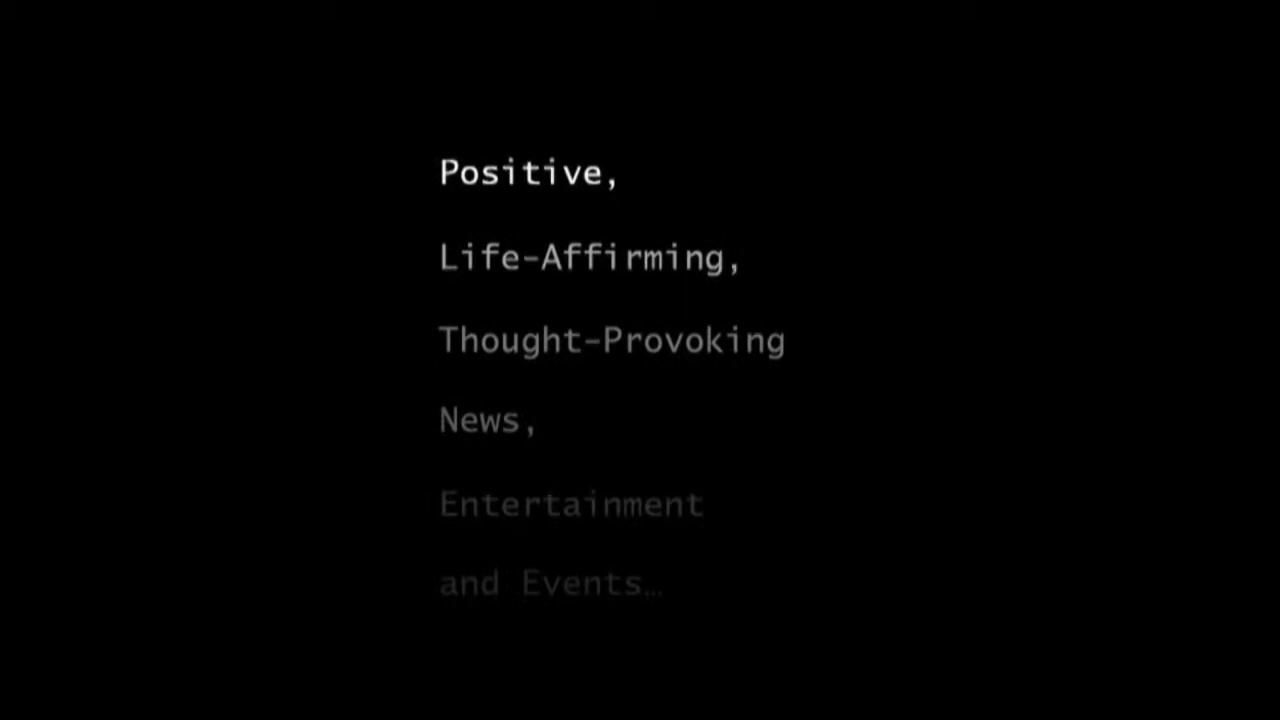 Positive,
Life-Affirming,
Thought-Provoking
News,
Entertainment
and Events…